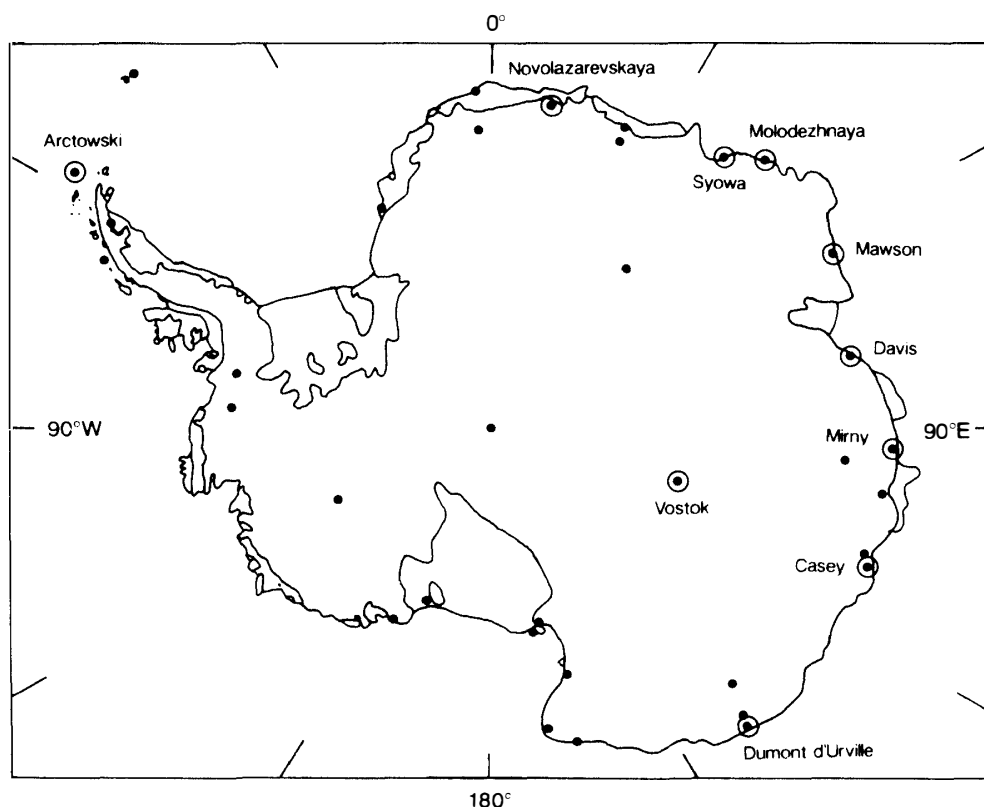 0°
Novolazarevskaya
Arctowski
Molodezhnaya
Syowa
Mawson
Davis
90°W
Mirny
90°E
Vostok
Casey
Dumont d'Urville
180°